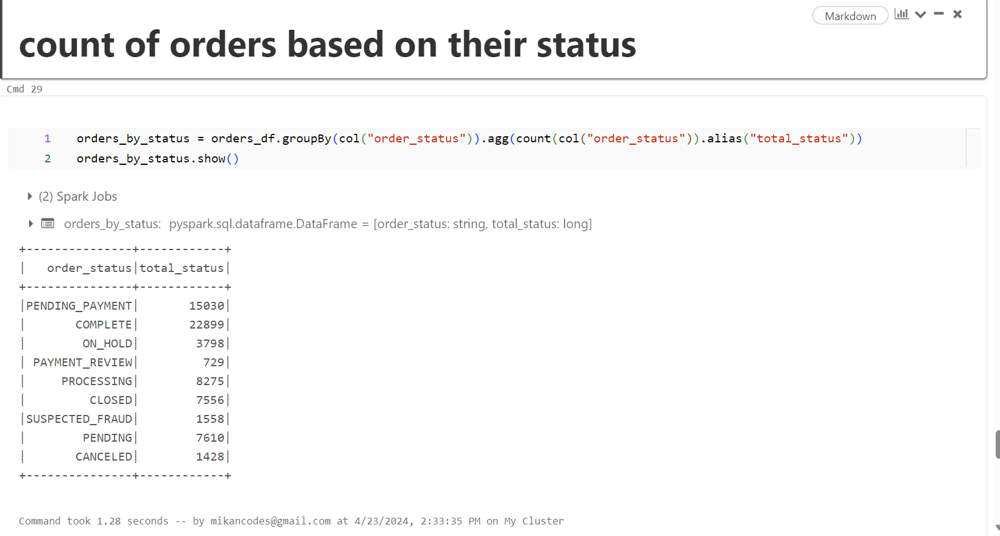 Markdown
count of orders based on their status
Cmd 29
1 orders_by_status = orders_df.groupBy(col("order_status")).agg(count(col("order_status")).alias("total_status"))
2 orders_by_status.show()
(2) Spark Jobs
orders_by_status: pyspark.sql.dataframe.DataFrame = [order_status: string, total_status: long]
+---------------+------------+
|   order_status|total_status|
+---------------+------------+
|PENDING_PAYMENT|       15030|
|       COMPLETE|       22899|
|        ON_HOLD|        3798|
| PAYMENT_REVIEW|         729|
|     PROCESSING|        8275|
|         CLOSED|        7556|
|SUSPECTED_FRAUD|        1558|
|        PENDING|        7610|
|       CANCELED|        1428|
+---------------+------------+
Command took 1.28 seconds -- by mikancodes@gmail.com at 4/23/2024, 2:33:35 PM on My Cluster